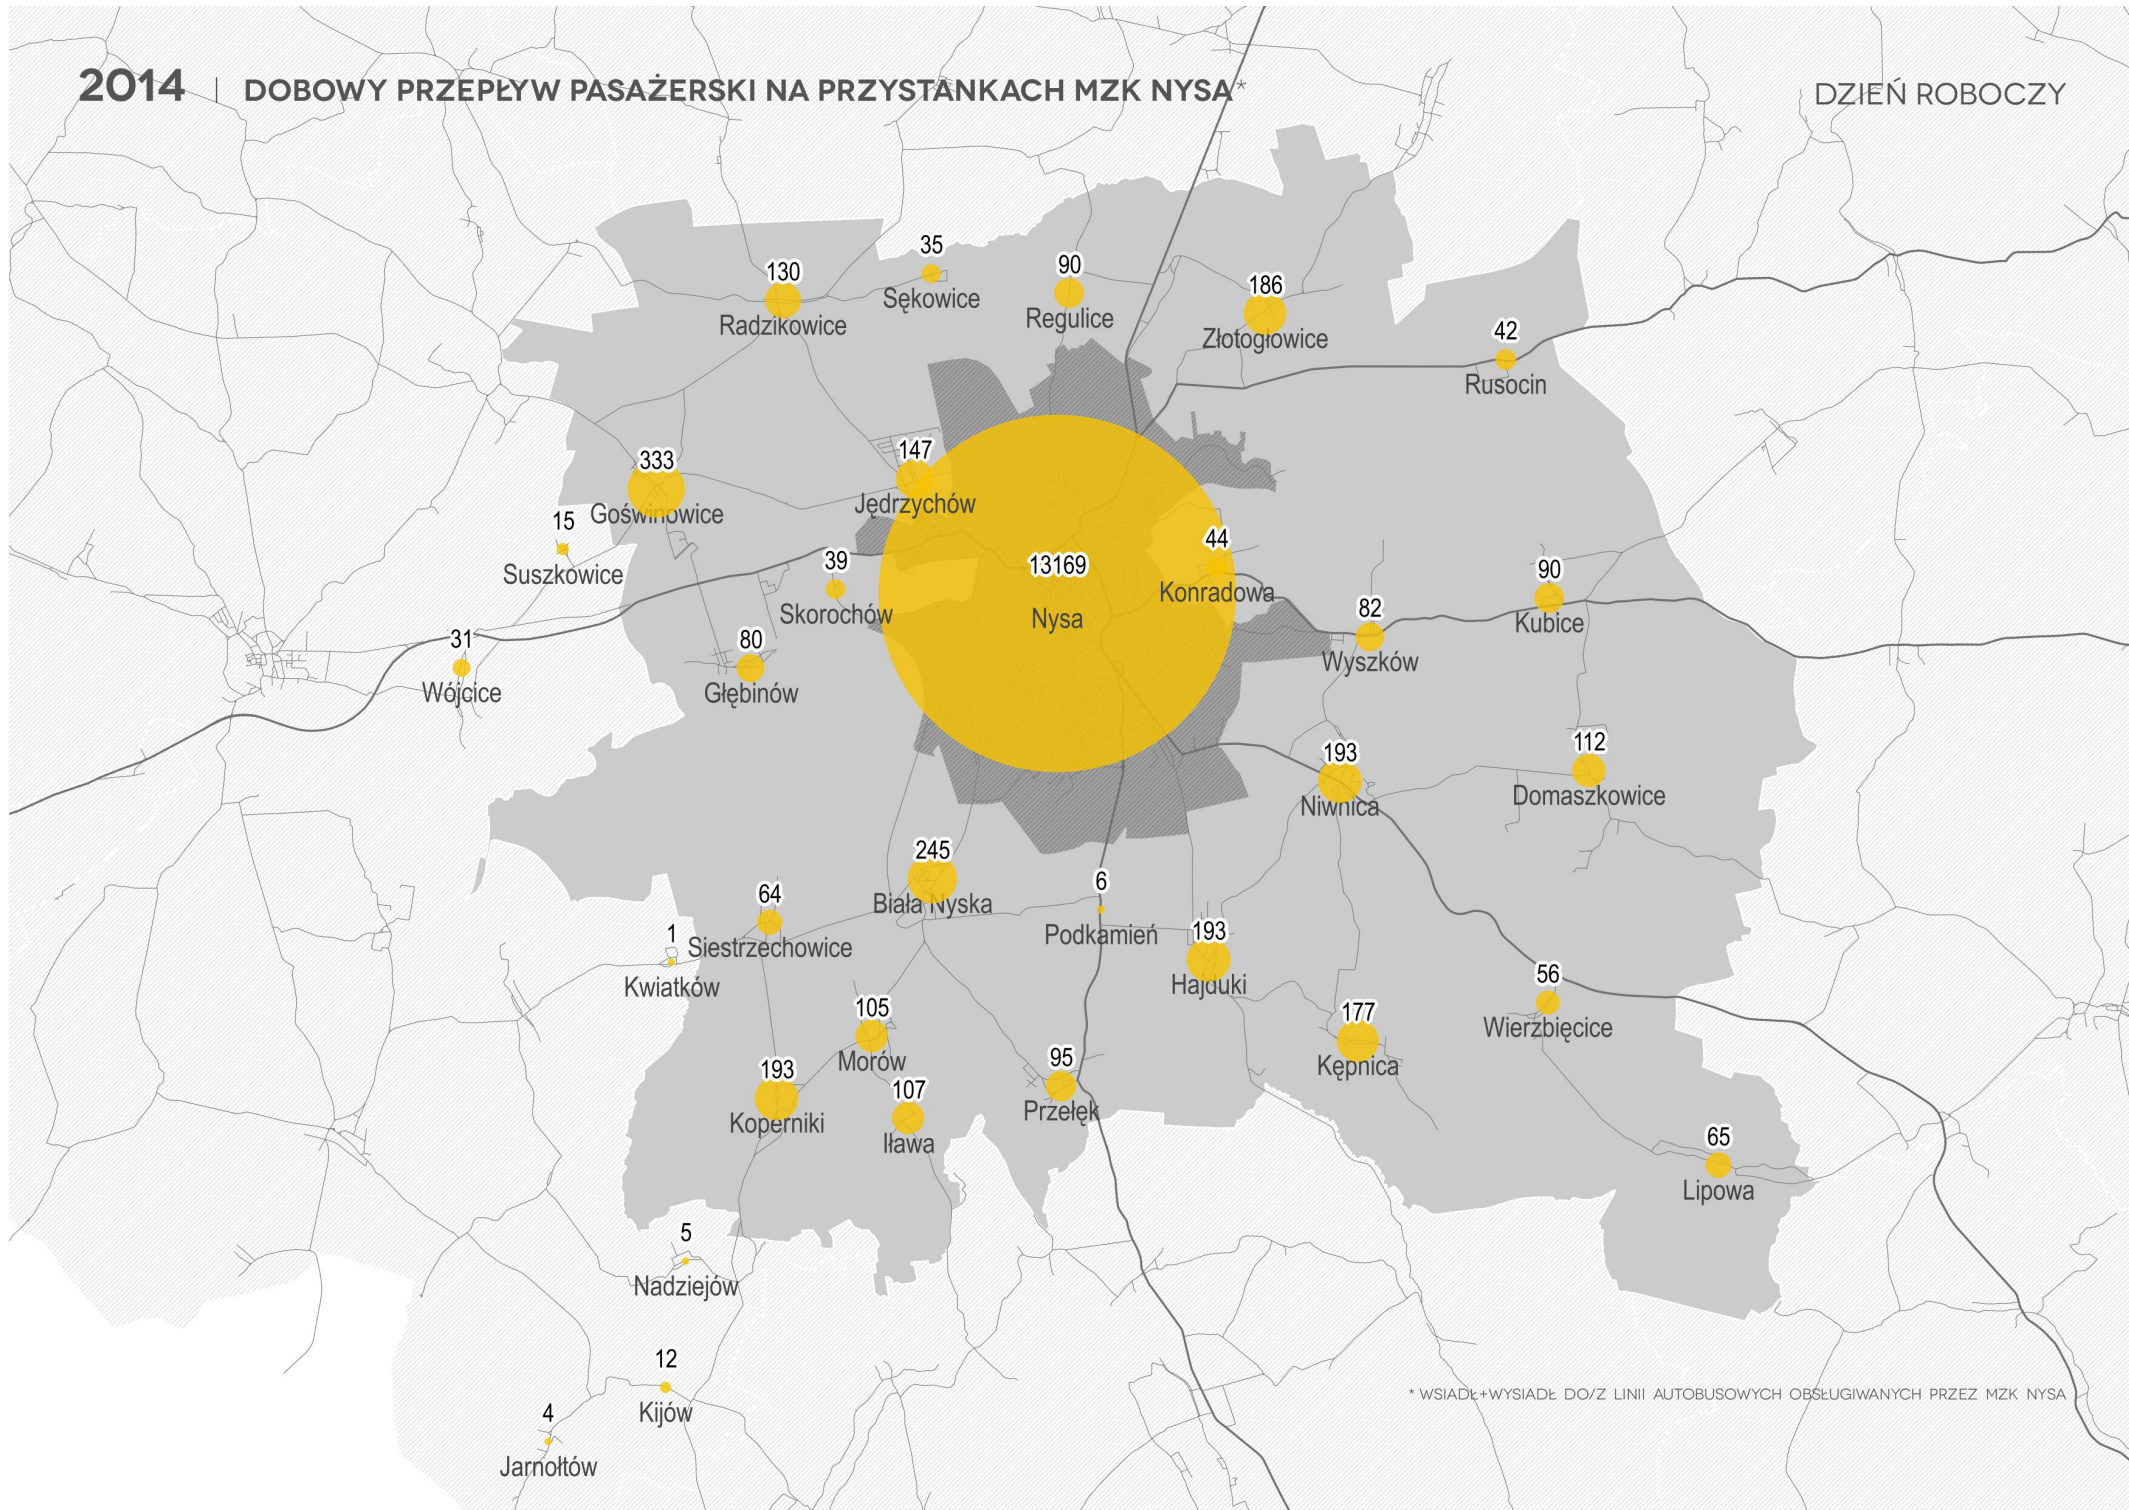 2014 | DOBOWY PRZEPŁYW PASAŻERSKI NA PRZYSTANKACH MZK NYSA*
DZIEŃ ROBOCZY
35
Sękowice
130
Radzikowice
90
Regulice
186
Złotogłowice
42
Rusocin
147
Jędrzychów
333
Goświnowice
15
Suszkowice
44
Konradowa
39
Skorochów
13169
Nysa
90
Kubice
82
Wyszków
31
Wójcice
80
Głębinów
193
Niwnica
112
Domaszkowice
245
Biała Nyska
6
Podkamień
64
Siestrzechowice
1
Kwiatków
193
Hajduki
56
Wierzbięcice
105
Morów
177
Kępnica
95
Przełęk
193
Koperniki
107
Iława
65
Lipowa
5
Nadziejów
12
Kijów
4
Jarnołtów
* WSIADŁ+WYSIADŁ DO/Z LINII AUTOBUSOWYCH OBSŁUGIWANYCH PRZEZ MZK NYSA